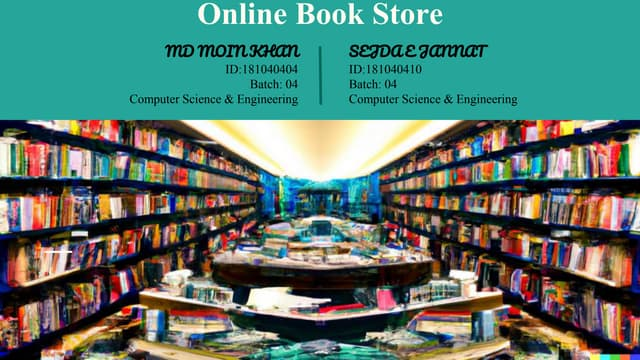 Online Book Store
MD MOIN KHAN
ID:181040404
Batch: 04
Computer Science & Engineering
SEJDA E JANNAT
ID:181040410
Batch: 04
Computer Science & Engineering